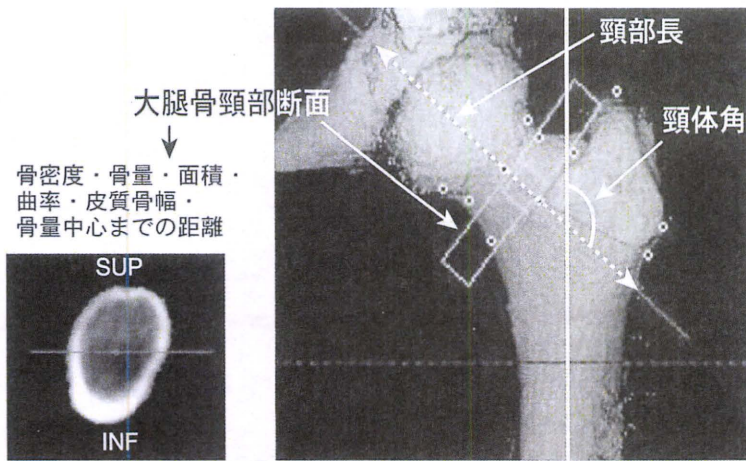 頸部長
大腿骨頸部断面
頸体角
骨密度・骨量・面積・
曲率・皮質骨幅・
骨量中心までの距離
SUP
INF